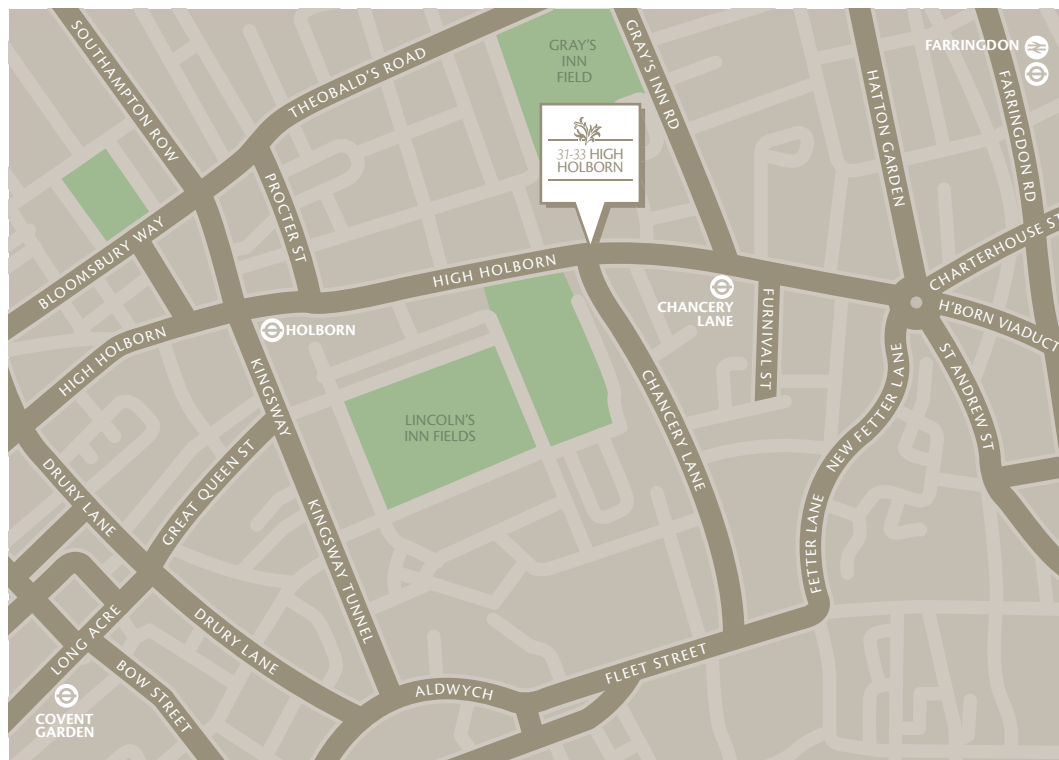 SOUTHAMPTON ROW
THEOBALD'S ROAD
GRAY'S
INN
FIELD
GRAY'S INN RD
HATTON GARDEN
FARRINGDON
FARRINGDON RD
31-33 HIGH
HOLBORN
PROCTER ST
BLOOMSBURY WAY
HIGH HOLBORN
CHARTERHOUSE ST
H'BORN VIADUCT
CHANCERY
LANE
FURNIVAL ST
HOLBORN
HIGH HOLBORN
KINGSWAY
LINCOLN'S
INN FIELDS
CHANCERY LANE
NEW FETTER LANE
ST ANDREW ST
DRURY LANE
GREAT QUEEN ST
KINGSWAY TUNNEL
FETTER LANE
LONG ACRE
DRURY LANE
BOW STREET
FLEET STREET
ALDWYCH
COVENT
GARDEN